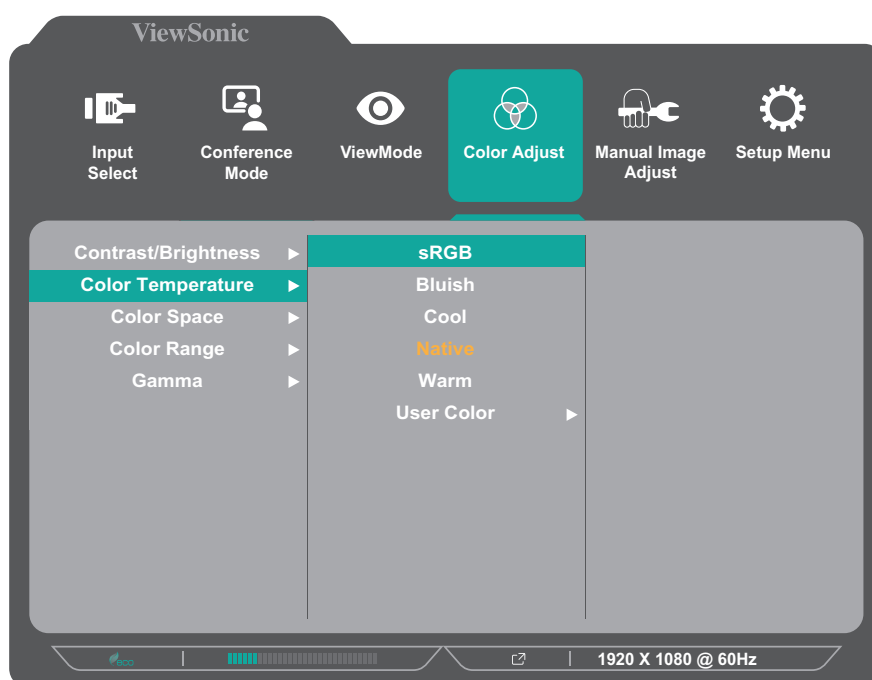 ViewSonic
Input
Select
Conference
Mode
ViewMode
Color Adjust
Manual Image
Adjust
Setup Menu
Contrast/Brightness
Color Temperature
Color Space
Color Range
Gamma
sRGB
Bluish
Cool
Native
Warm
User Color
eco
1920 X 1080 @ 60Hz